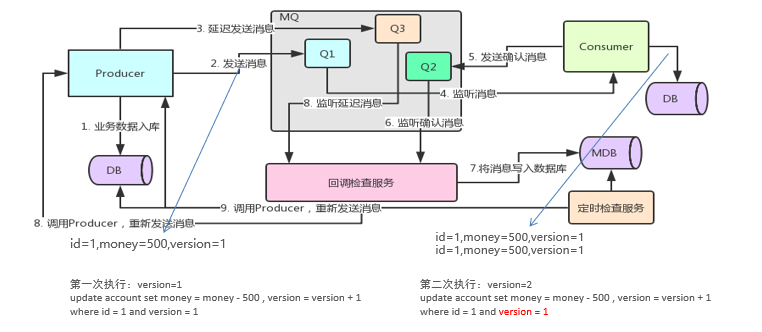 MQ
3. 延迟发送消息
Q3
Consumer
Q1
5. 发送确认消息
Producer
2. 发送消息
Q2
4. 监听消息
DB
8. 监听延迟消息
1. 业务数据入库
6. 监听确认消息
MDB
7.将消息写入数据库
DB
回调检查服务
9. 调用Producer，重新发送消息
定时检查服务
8. 调用Producer，重新发送消息
id=1,money=500,version=1
id=1,money=500,version=1
id=1,money=500,version=1
第一次执行：version=1
update account set money = money - 500 , version = version + 1
where id = 1 and version = 1
第二次执行：version=2
update account set money = money - 500 , version = version + 1
where id = 1 and version = 1